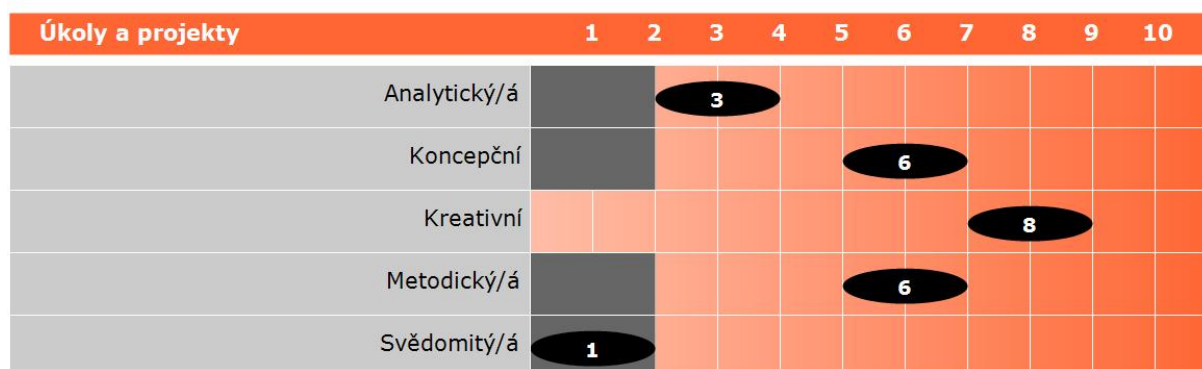 Úkoly a projekty 1 2 3 4 5 6 7 8 9 10
Analytický/á 3
Koncepční 6
Kreativní 8
Metodický/á 6
Svědomitý/á 1